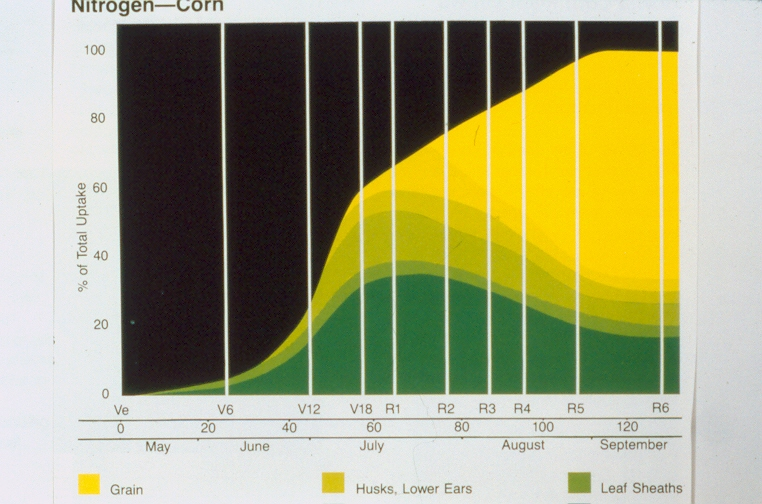 Nitrogen—Corn
100
80
60
40
20
0
% of Total Uptake
Ve V6 V12 V18 R1 R2 R3 R4 R5 R6
0 20 40 60 80 100 120
May June July August September
Grain Husks, Lower Ears Leaf Sheaths